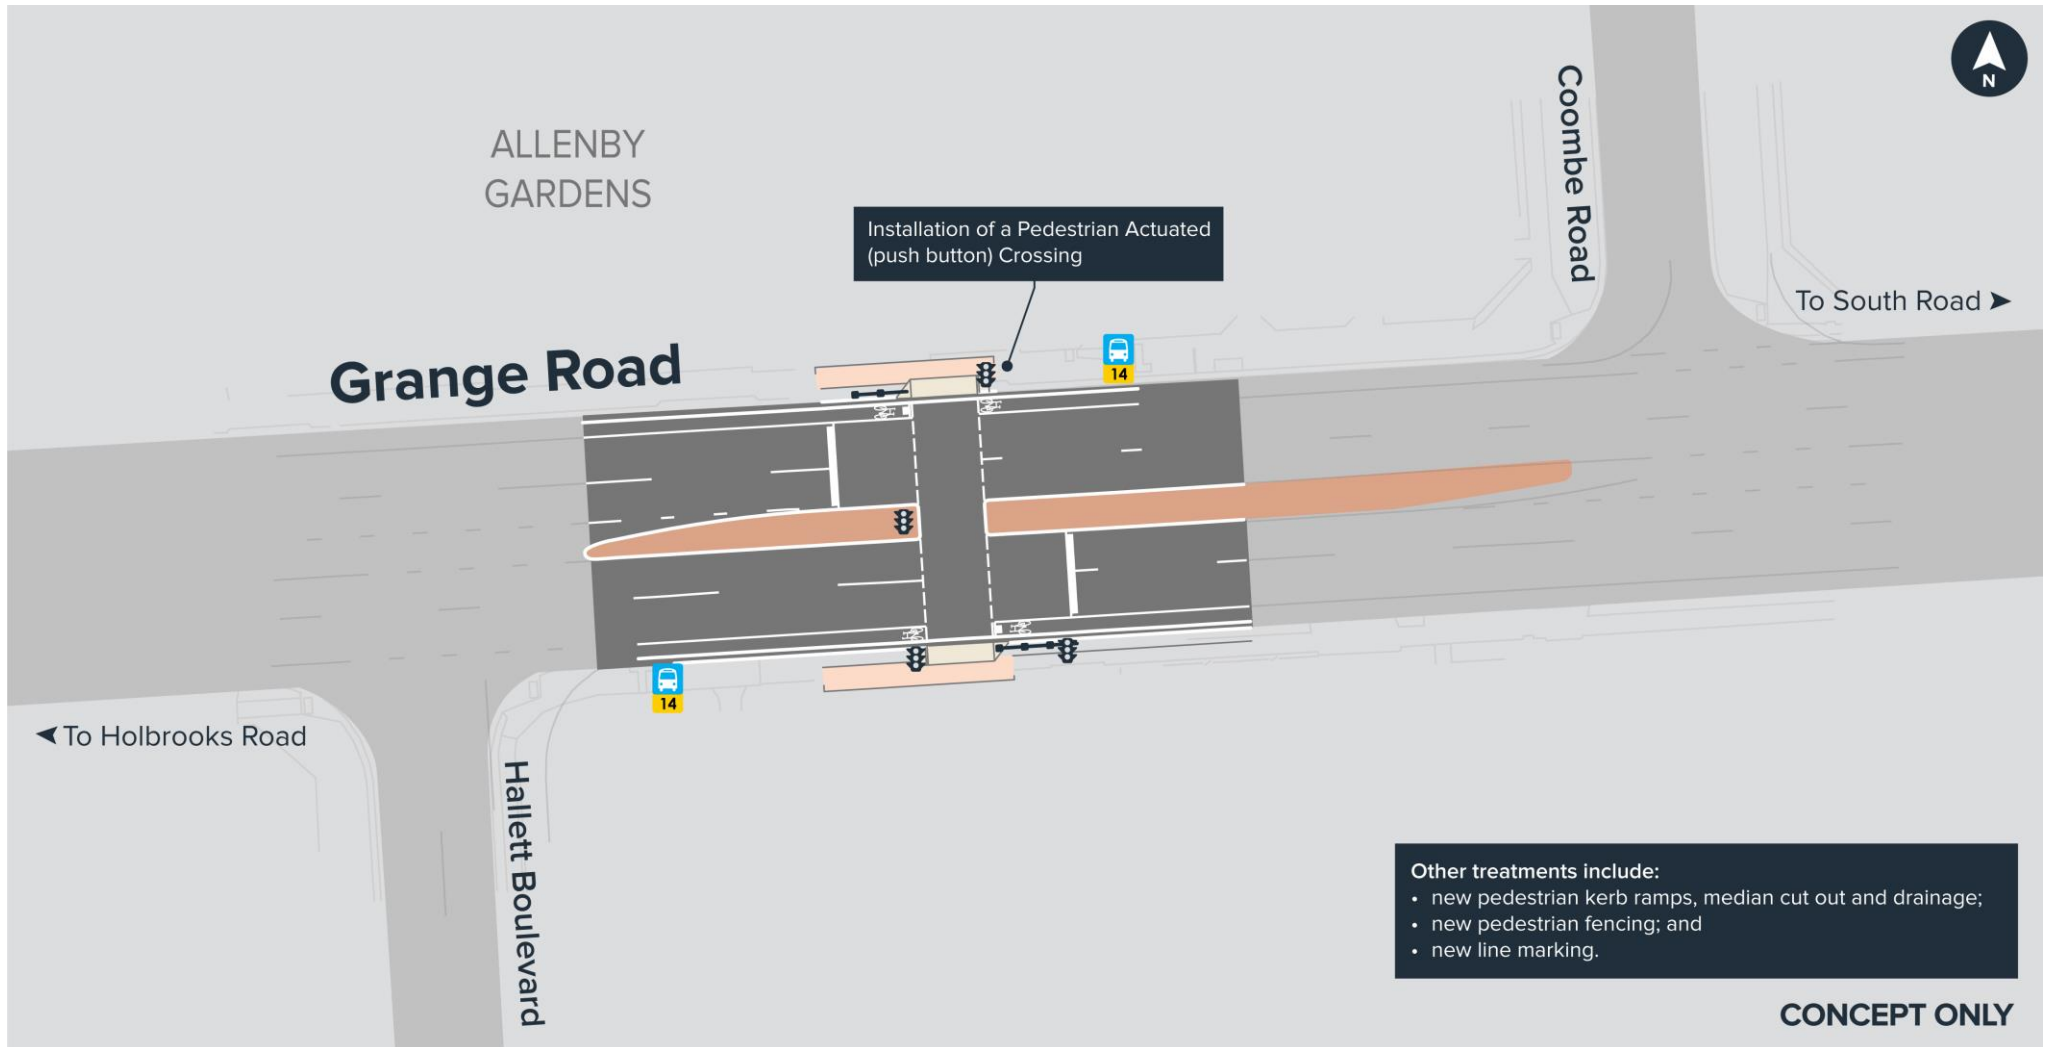 N
ALLENBY
GARDENS
Coombe Road
Installation of a Pedestrian Actuated
(push button) Crossing
To South Road
Grange Road
14
14
To Holbrooks Road
Hallett Boulevard
Other treatments include:
• new pedestrian kerb ramps, median cut out and drainage;
• new pedestrian fencing; and
• new line marking.
CONCEPT ONLY